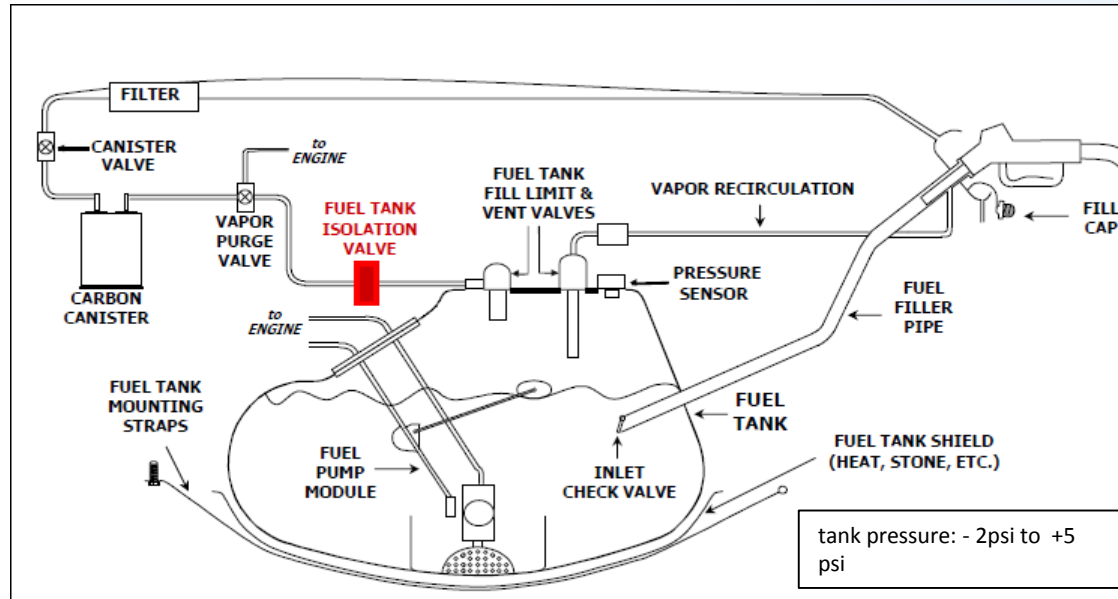 FILTER
CANISTER
VALVE
to
ENGINE
FUEL TANK
FILL LIMIT &
VENT VALVES
VAPOR RECIRCULATION
FILL
CAP
FUEL TANK
ISOLATION
VALVE
VAPOR
PURGE
VALVE
PRESSURE
SENSOR
CARBON
CANISTER
FUEL
FILLER
PIPE
to
ENGINE
FUEL TANK
MOUNTING
STRAPS
FUEL
TANK
FUEL TANK SHIELD
(HEAT, STONE, ETC.)
FUEL
PUMP
MODULE
INLET
CHECK VALVE
tank pressure: - 2psi to +5
psi